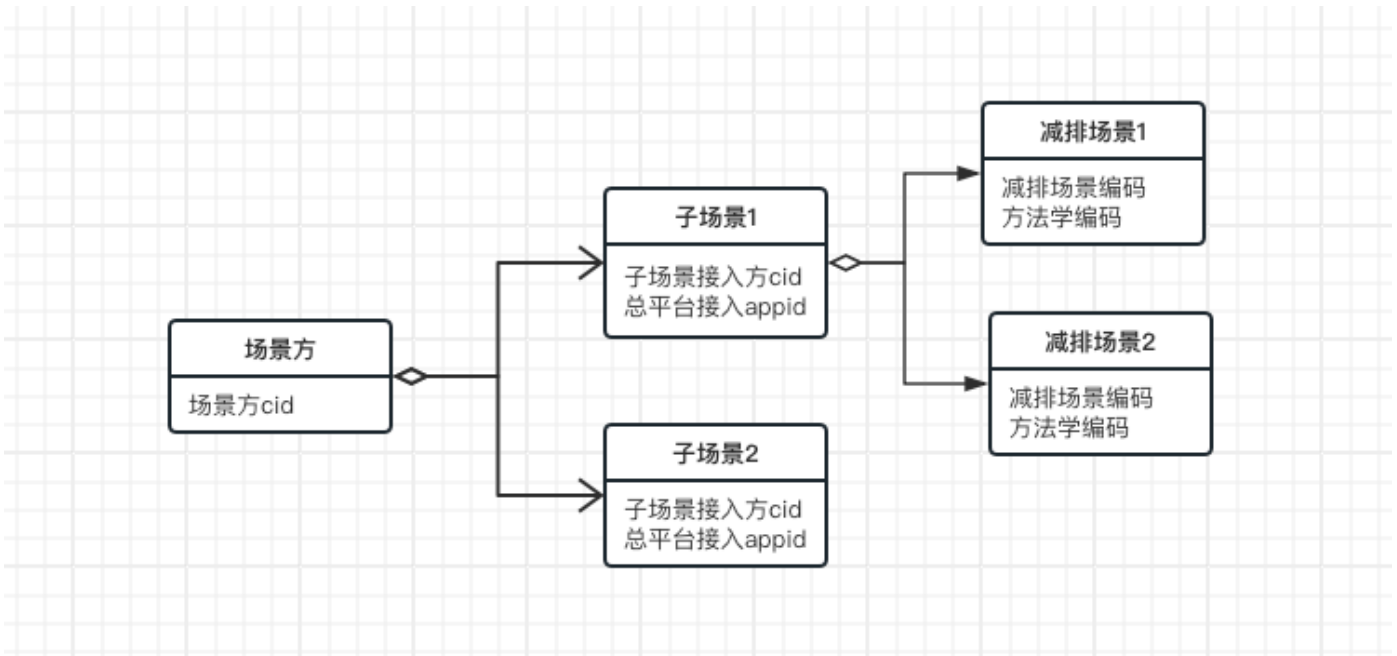 场景方
场景方cid
子场景1
子场景接入方cid
总平台接入appid
子场景2
子场景接入方cid
总平台接入appid
减排场景1
减排场景编码
方法学编码
减排场景2
减排场景编码
方法学编码